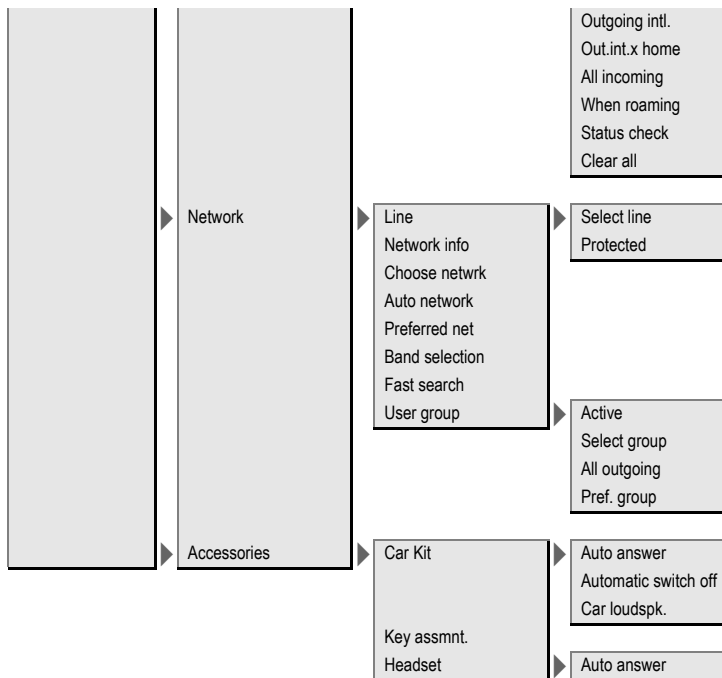 Outgoing intl.
Out.int.x home
All incoming
When roaming
Status check
Clear all
Network
Line
Network info
Choose netwrk
Auto network
Preferred net
Band selection
Fast search
User group
Select line
Protected
Active
Select group
All outgoing
Pref. group
Accessories
Car Kit
Key assmnt.
Headset
Auto answer
Automatic switch off
Car loudspk.
Auto answer